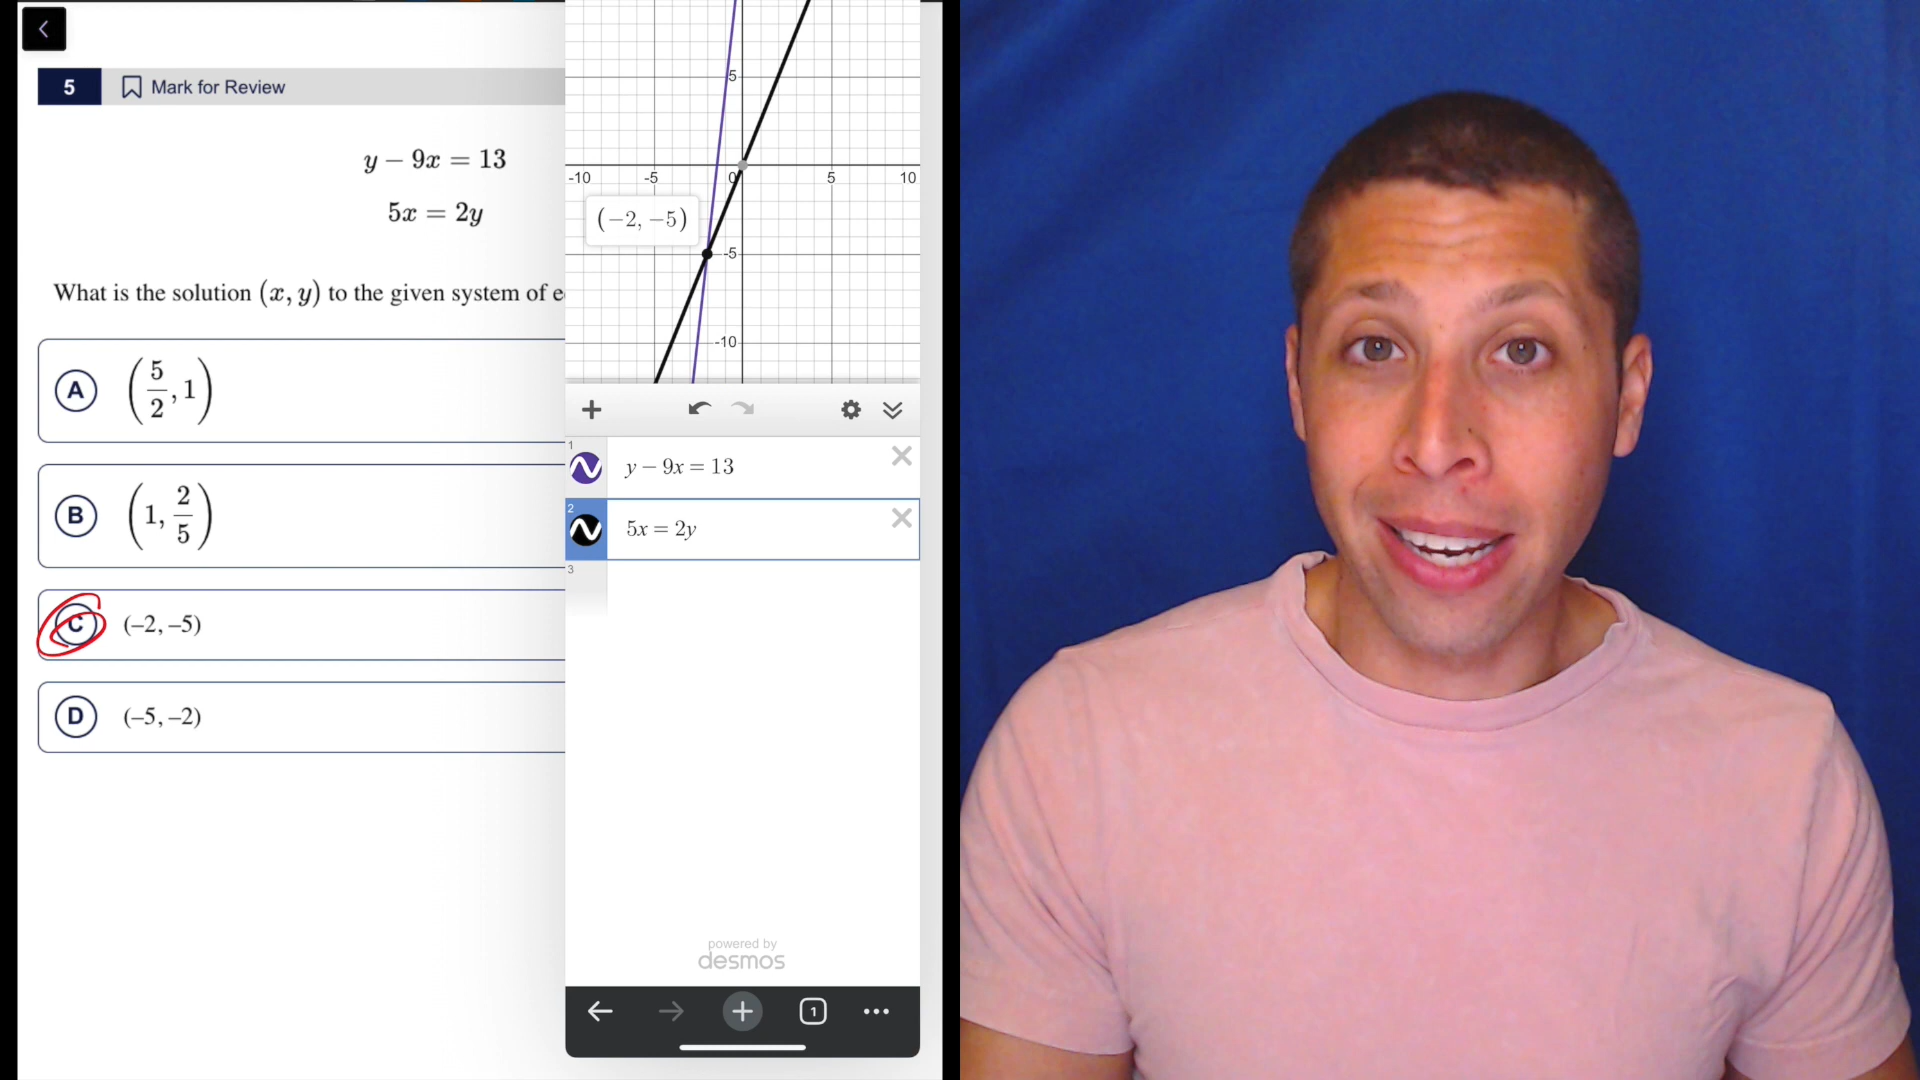 5 Mark for Review
y − 9x = 13
5x = 2y
What is the solution (x, y) to the given system of e
A (5/2, 1)
B (1, 2/5)
C (–2, –5)
D (–5, –2)
5
-10 -5 0 5 10
(−2, −5)
-5
-10
1
y − 9x = 13
2
5x = 2y
3
powered by
desmos
1